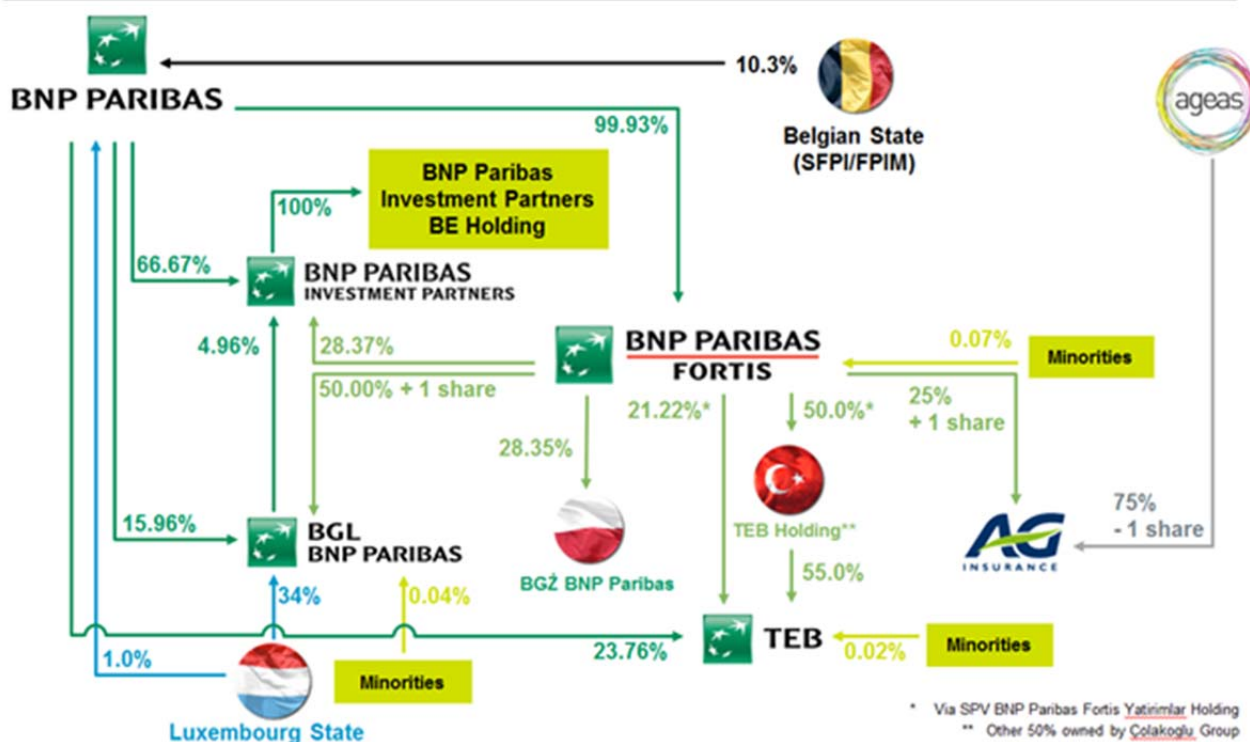 10.3%
BNP PARIBAS
ageas
99.93%
Belgian State
(SFPI/FPIM)
BNP Paribas
Investment Partners
BE Holding
100%
66.67%
BNP PARIBAS
INVESTMENT PARTNERS
4.96%
28.37%
BNP PARIBAS
FORTIS
0.07%
Minorities
50.00% + 1 share
21.22%*
50.0%*
25%
+ 1 share
28.35%
75%
- 1 share
15.96%
BGL
BNP PARIBAS
TEB Holding**
AG
INSURANCE
BGŻ BNP Paribas
55.0%
34%
0.04%
TEB
23.76%
0.02%
Minorities
1.0%
Minorities
Luxembourg State
* Via SPV BNP Paribas Fortis Yatirimlar Holding
** Other 50% owned by Çolakoglu Group